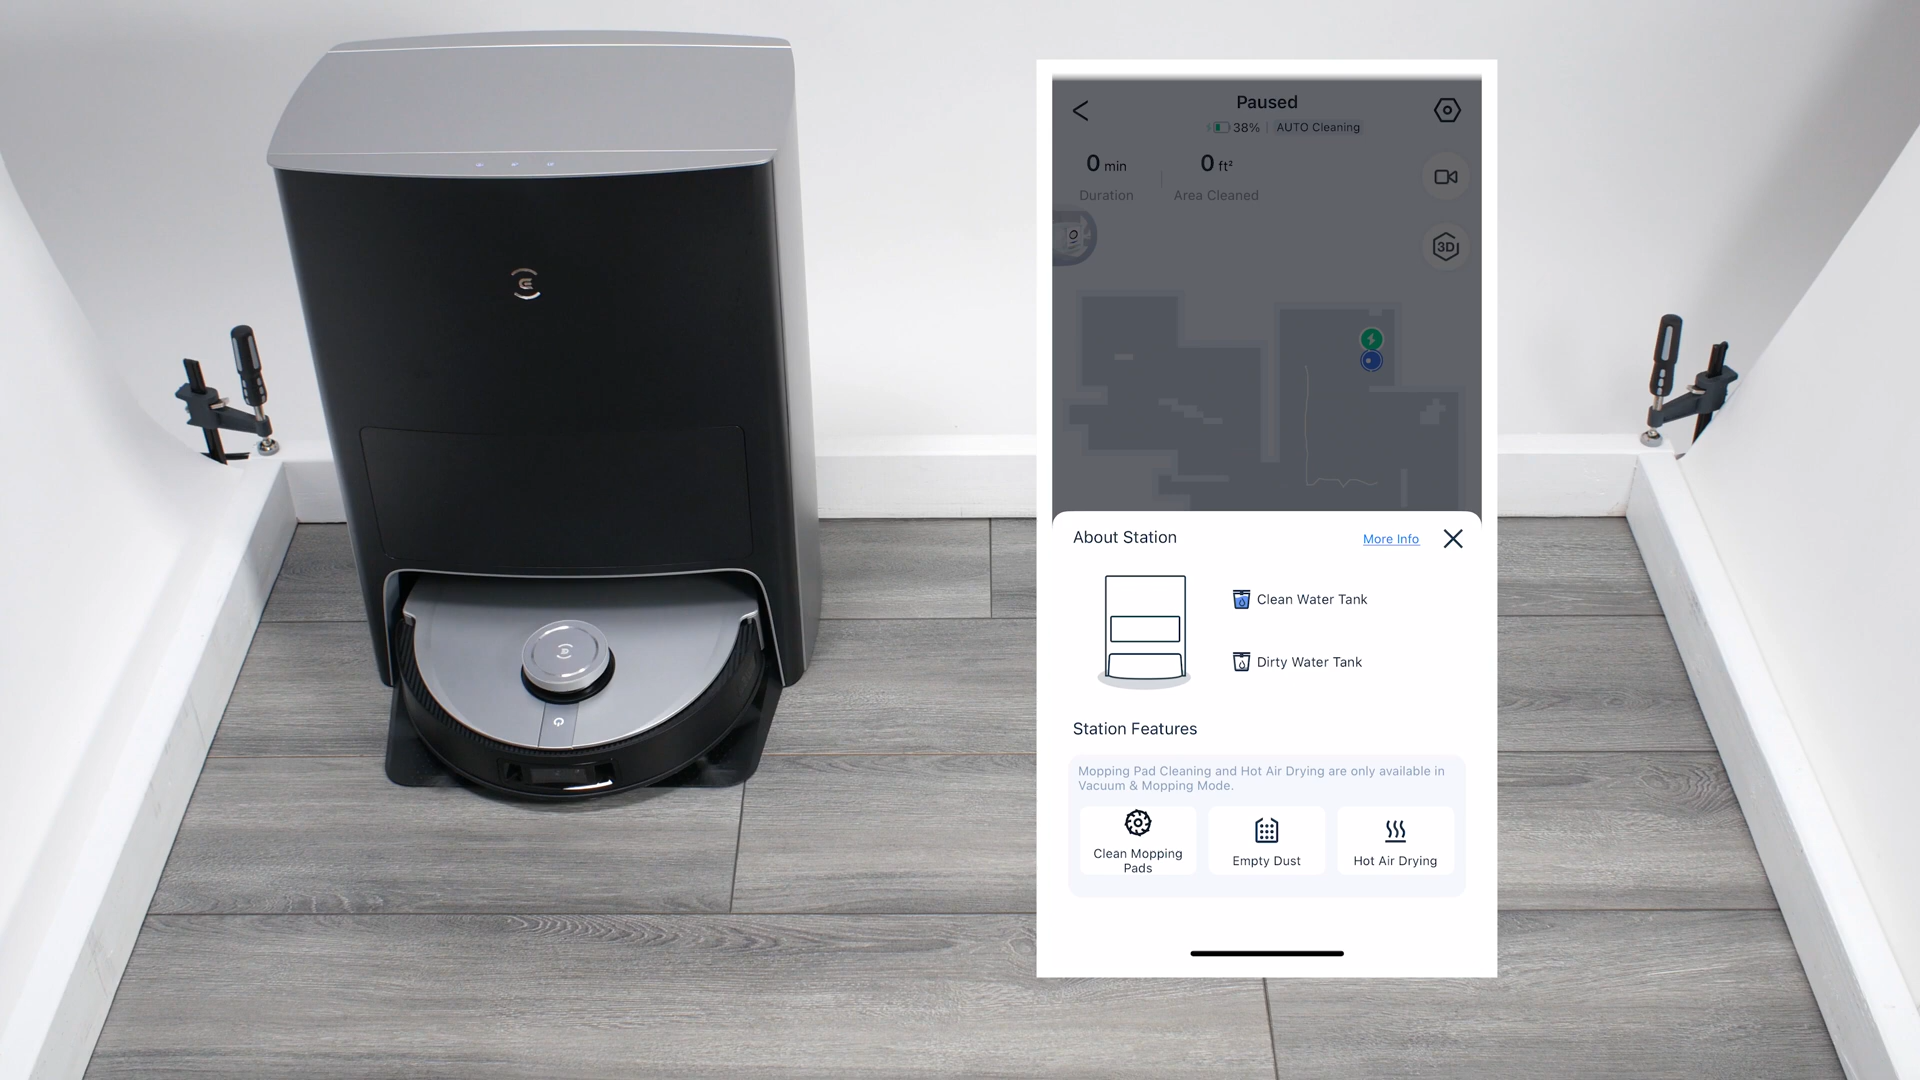 Paused
38% | AUTO Cleaning
0 min
0 ft²
Duration
Area Cleaned
3D
About Station
More Info
Clean Water Tank
Dirty Water Tank
Station Features
Mopping Pad Cleaning and Hot Air Drying are only available in
Vacuum & Mopping Mode.
Clean Mopping
Pads
Empty Dust
Hot Air Drying